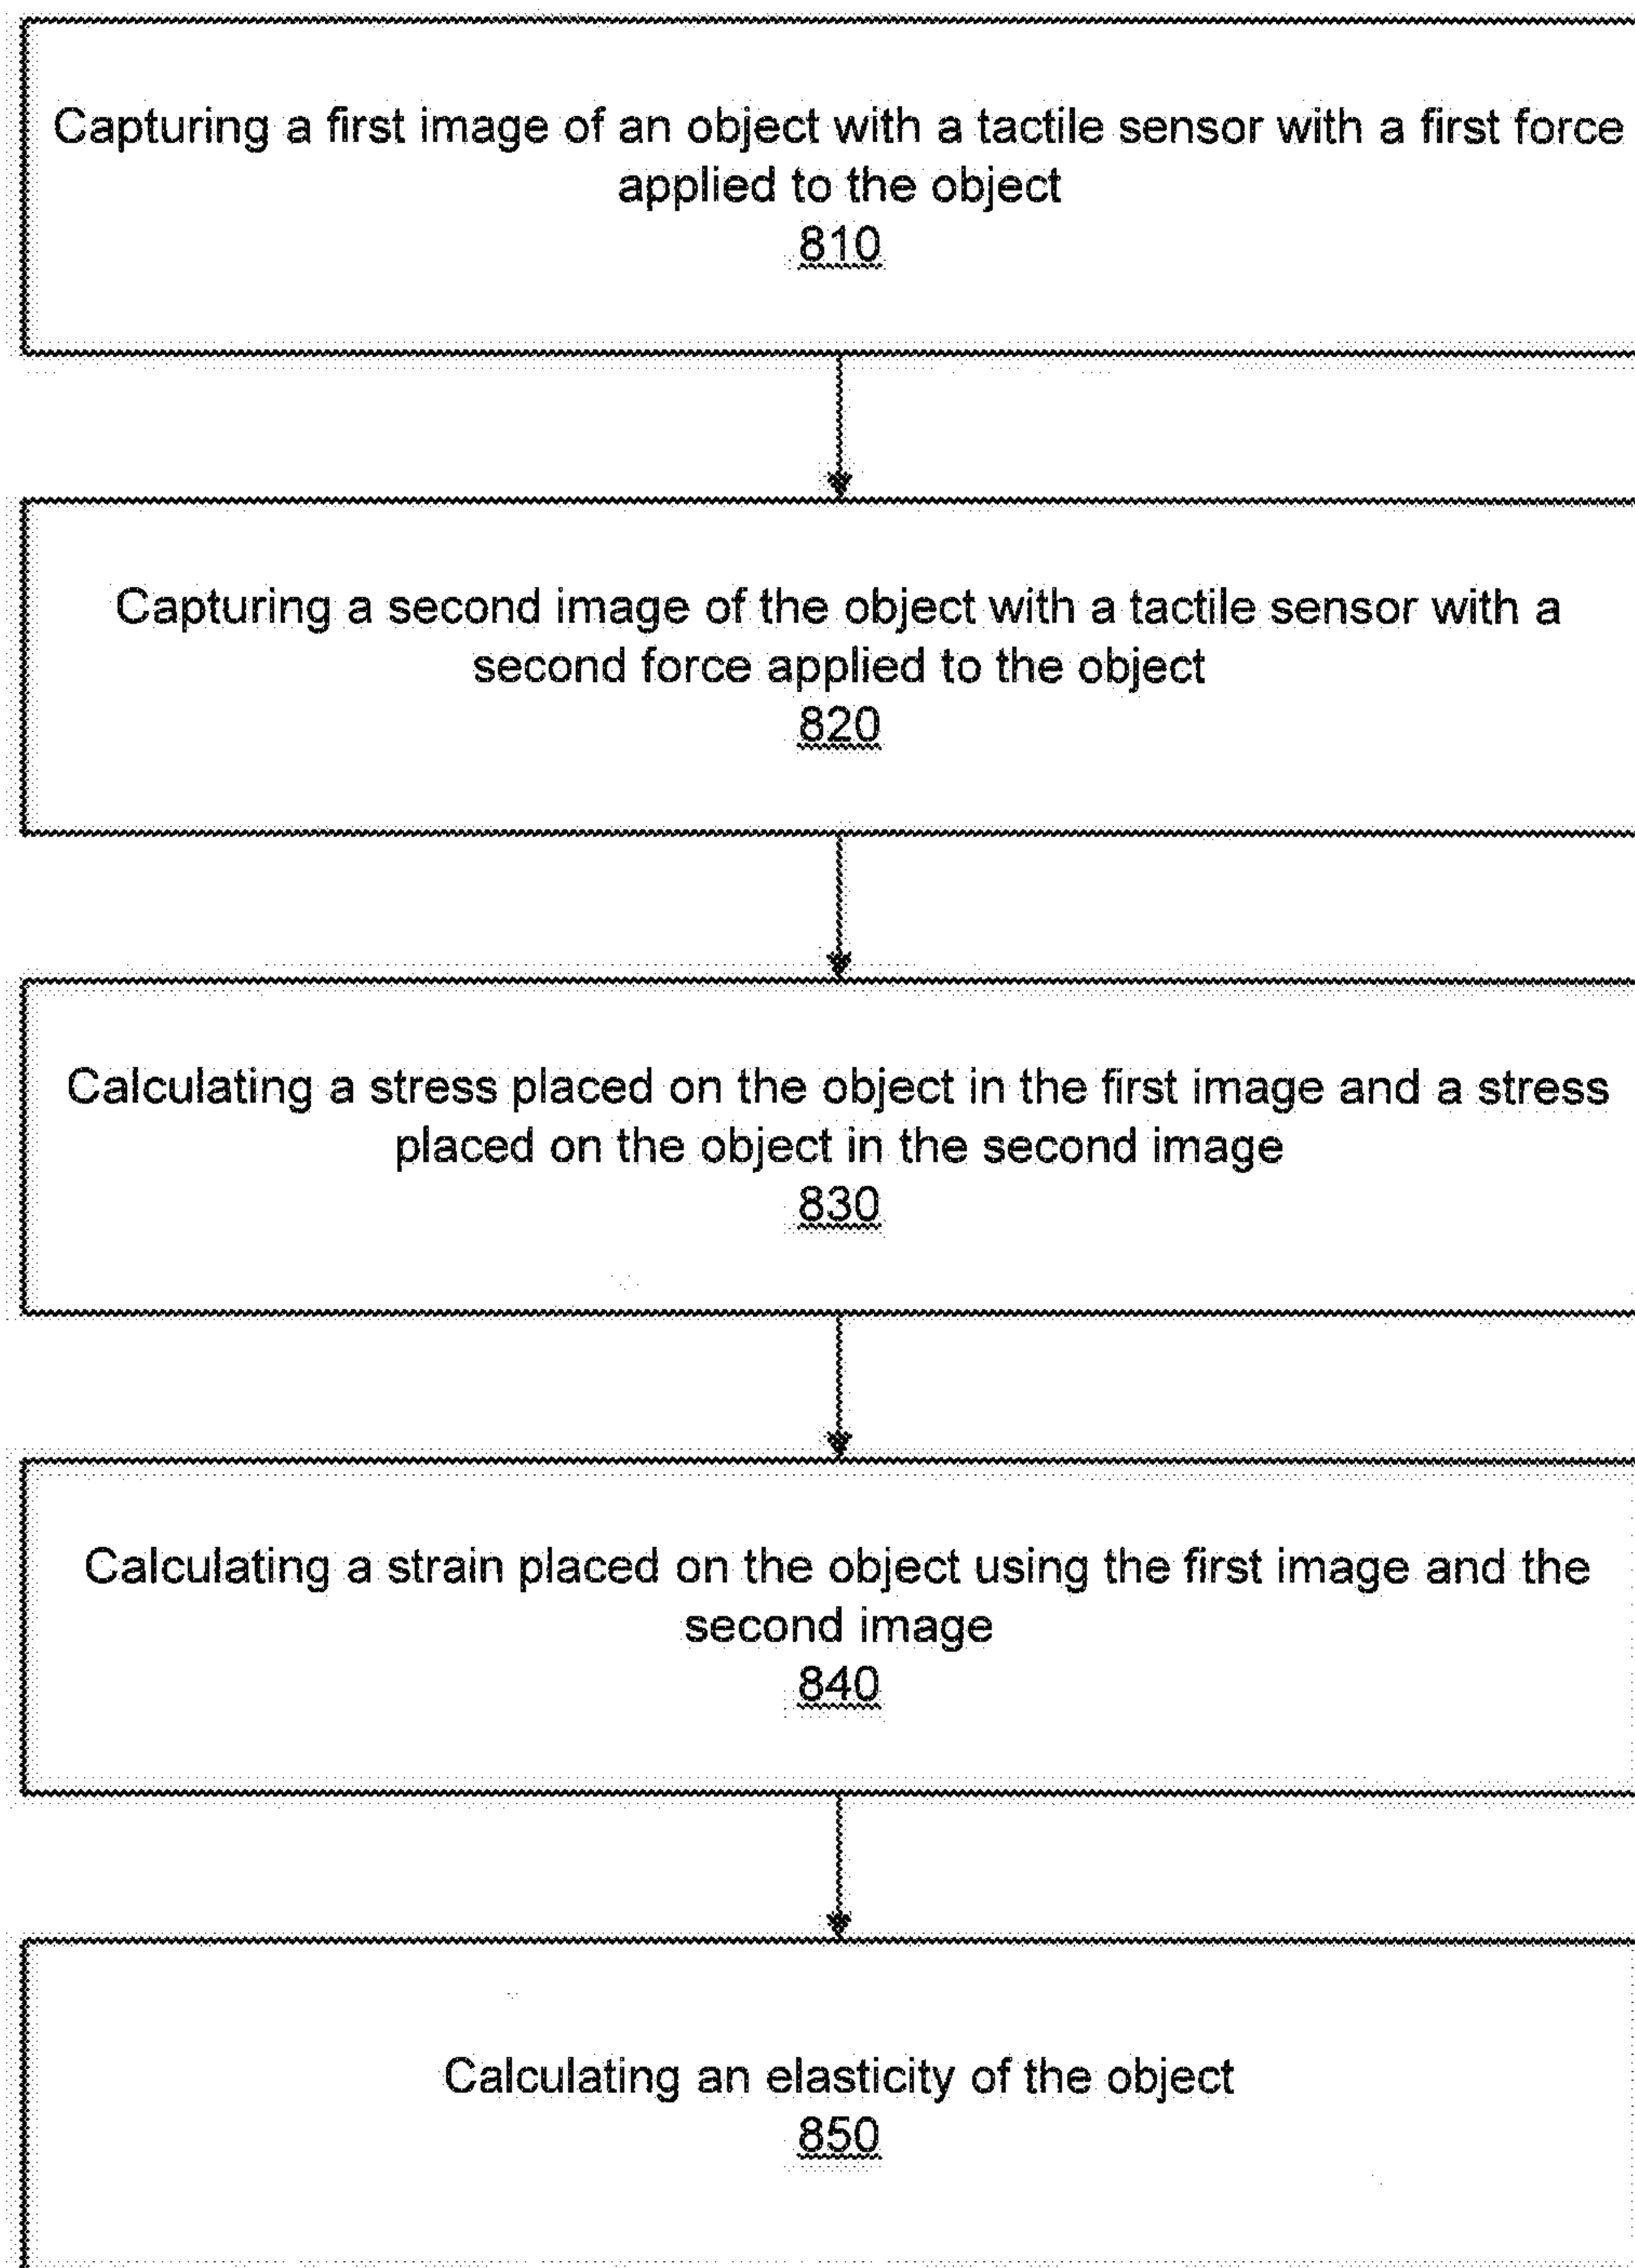 Capturing a first image of an object with a tactile sensor with a first force
applied to the object
810
Capturing a second image of the object with a tactile sensor with a
second force applied to the object
820
Calculating a stress placed on the object in the first image and a stress
placed on the object in the second image
830
Calculating a strain placed on the object using the first image and the
second image
840
Calculating an elasticity of the object
850